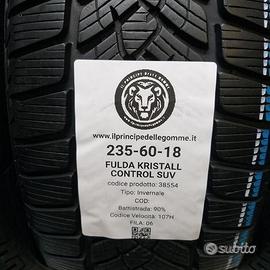 IL PRINCIPE DELLE GOMME
www.ilprincipedellegomme.it
235-60-18
FULDA KRISTALL
CONTROL SUV
codice prodotto: 38554
Tipo: Invernale
COD:
Battistrada: 90%
Codice Velocità: 107H
FILA: 06
subito